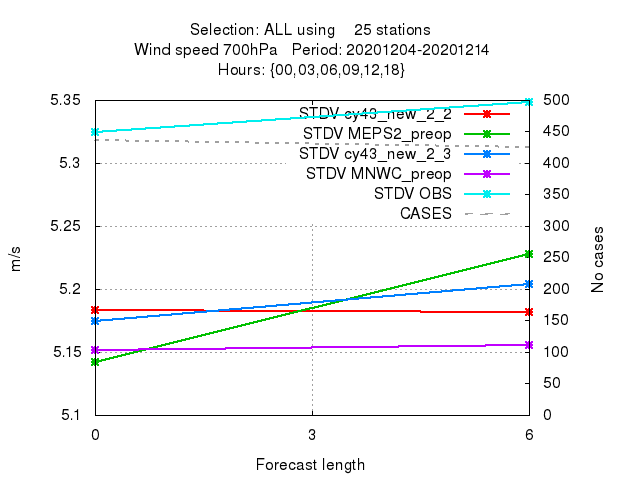 Selection: ALL using    25 stations
Wind speed 700hPa   Period: 20201204-20201214
Hours: {00,03,06,09,12,18}
STDV cy43_new_2_2
STDV MEPS2_preop
STDV cy43_new_2_3
STDV MNWC_preop
STDV OBS
CASES
5.35
5.3
5.25
5.2
5.15
5.1
500
450
400
350
300
250
200
150
100
50
0
m/s
No cases
0 3 6
Forecast length